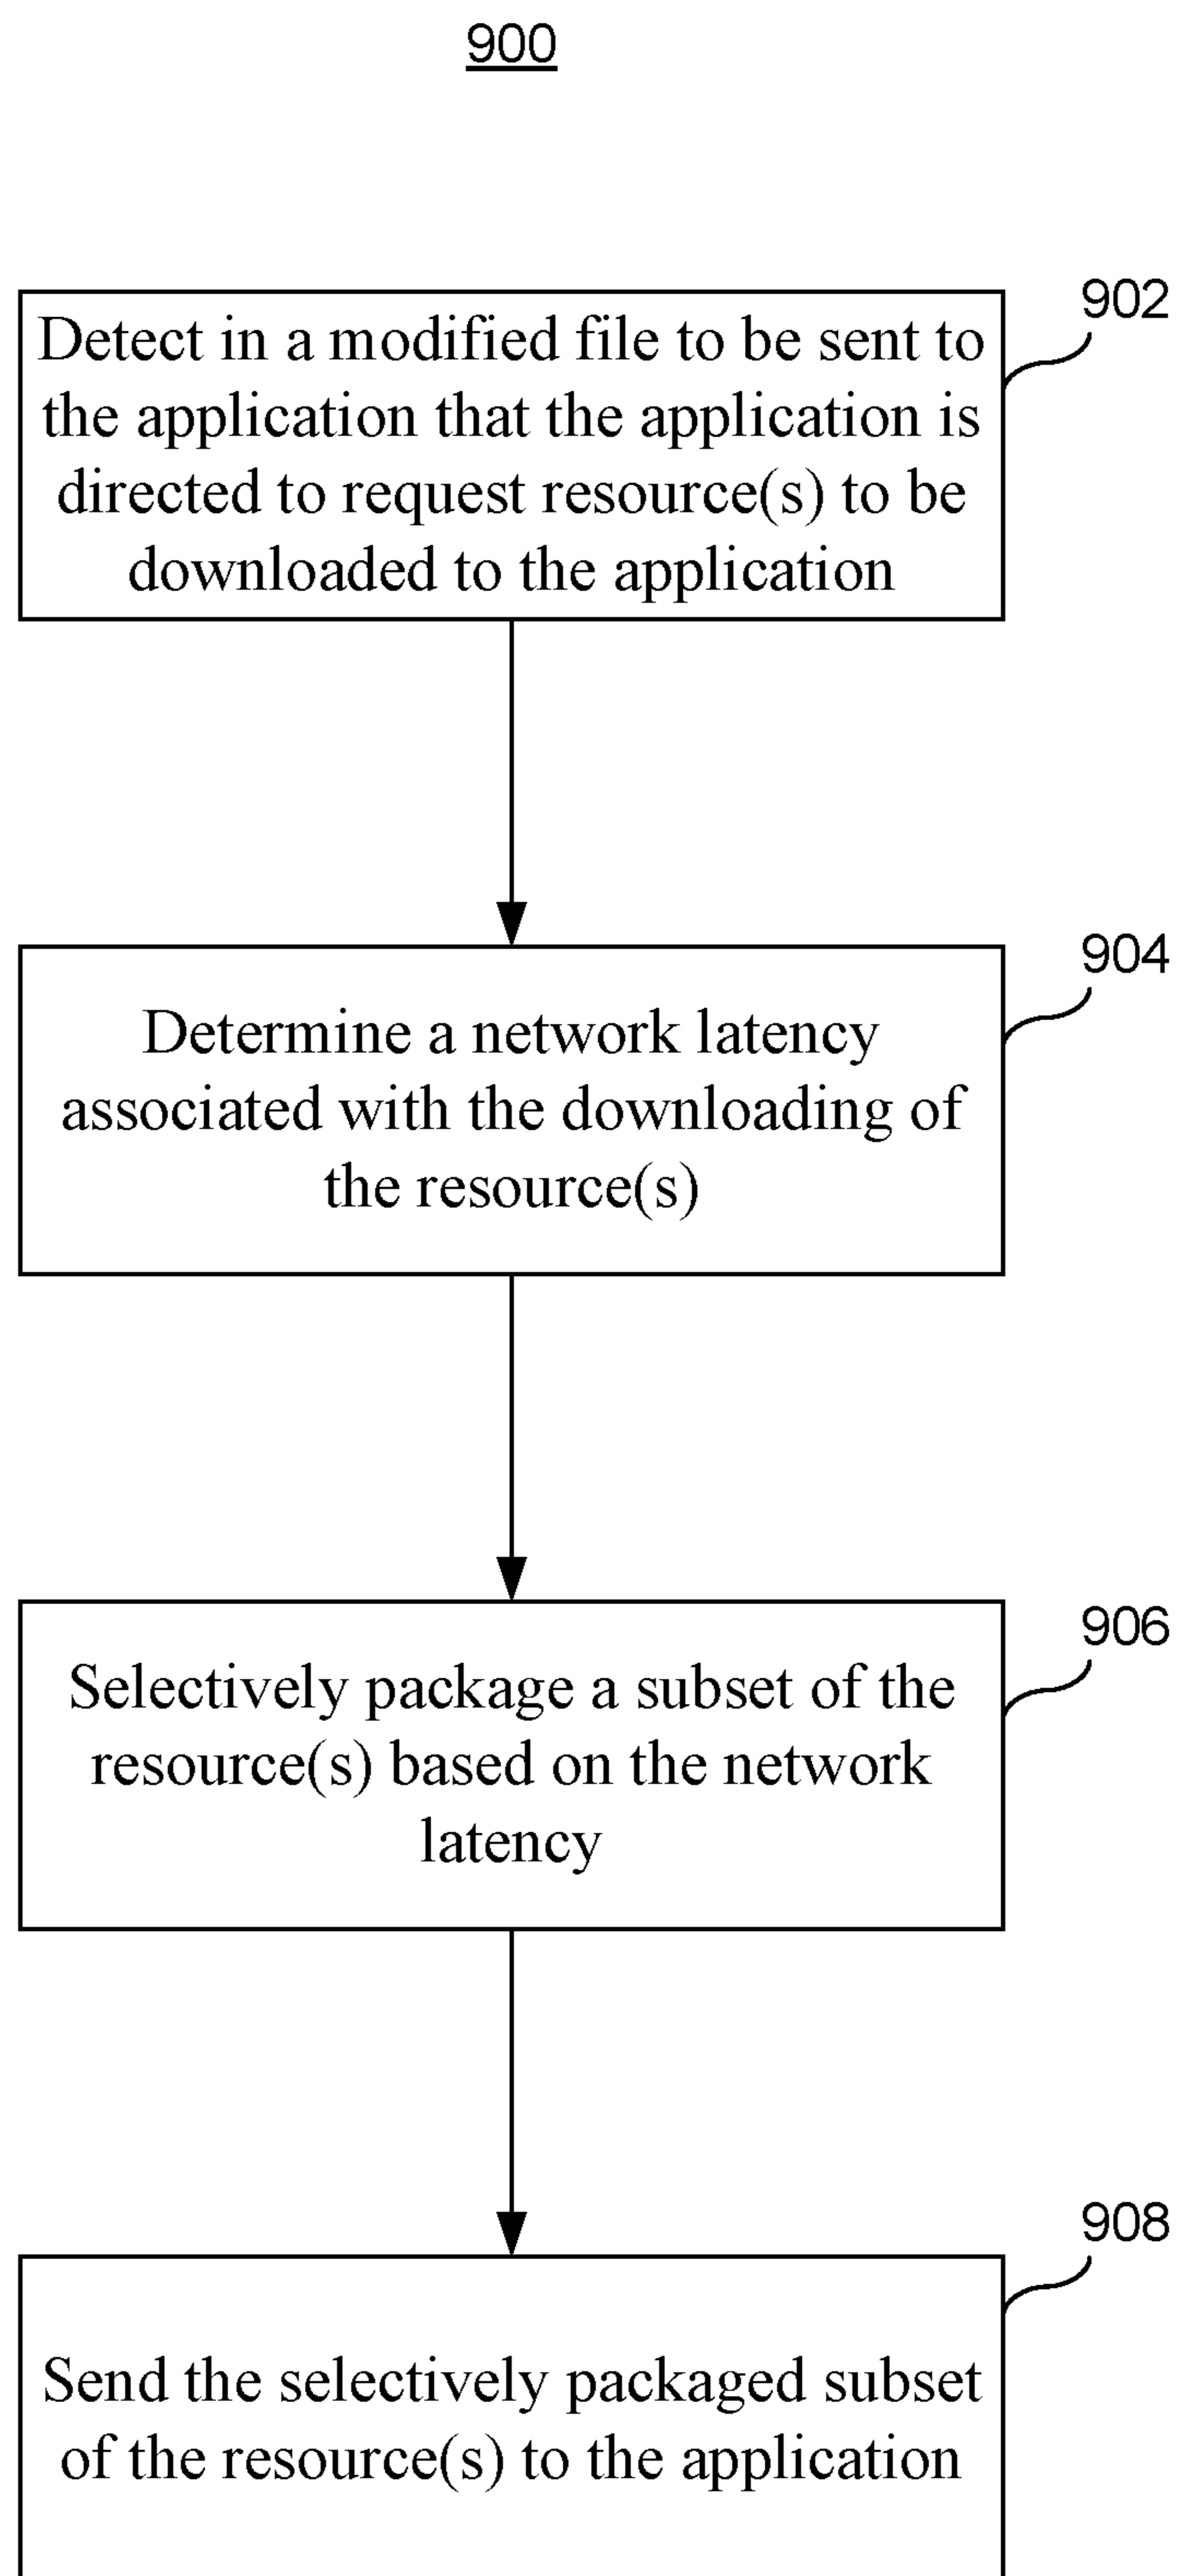 900
902
Detect in a modified file to be sent to
the application that the application is
directed to request resource(s) to be
downloaded to the application
904
Determine a network latency
associated with the downloading of
the resource(s)
906
Selectively package a subset of the
resource(s) based on the network
latency
908
Send the selectively packaged subset
of the resource(s) to the application